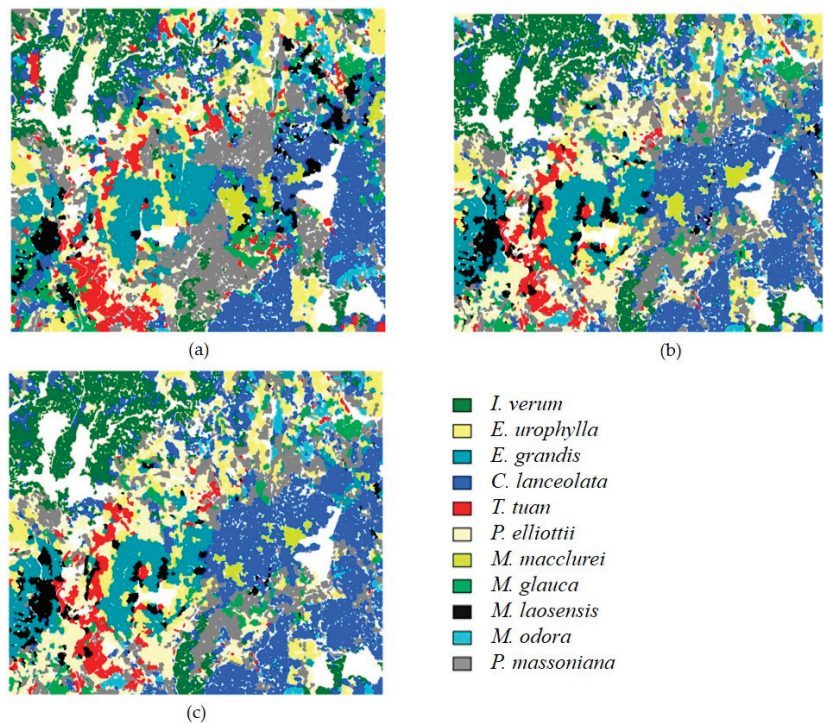 (a)
(b)
(c)
I. verum
E. urophylla
E. grandis
C. lanceolata
T. tuan
P. elliottii
M. macclurei
M. glauca
M. laosensis
M. odora
P. massoniana